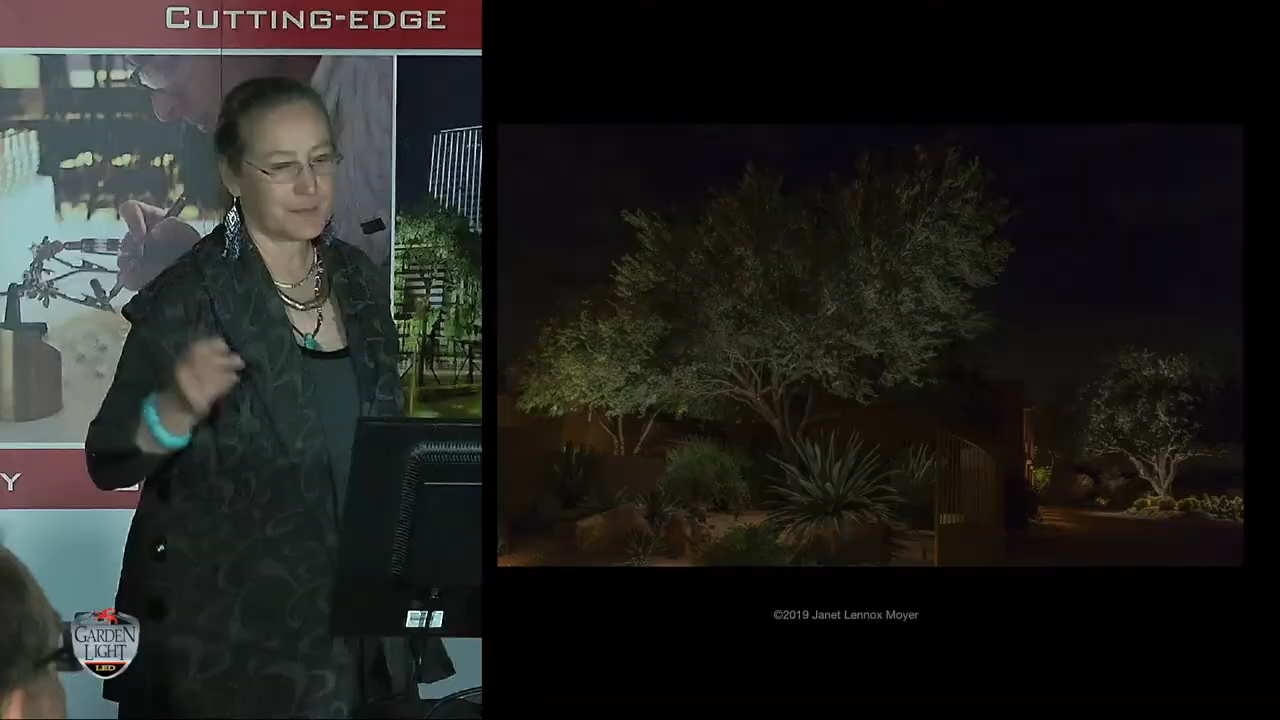 CUTTING-EDGE
Y
GARDEN
LIGHT
LED
©2019 Janet Lennox Moyer